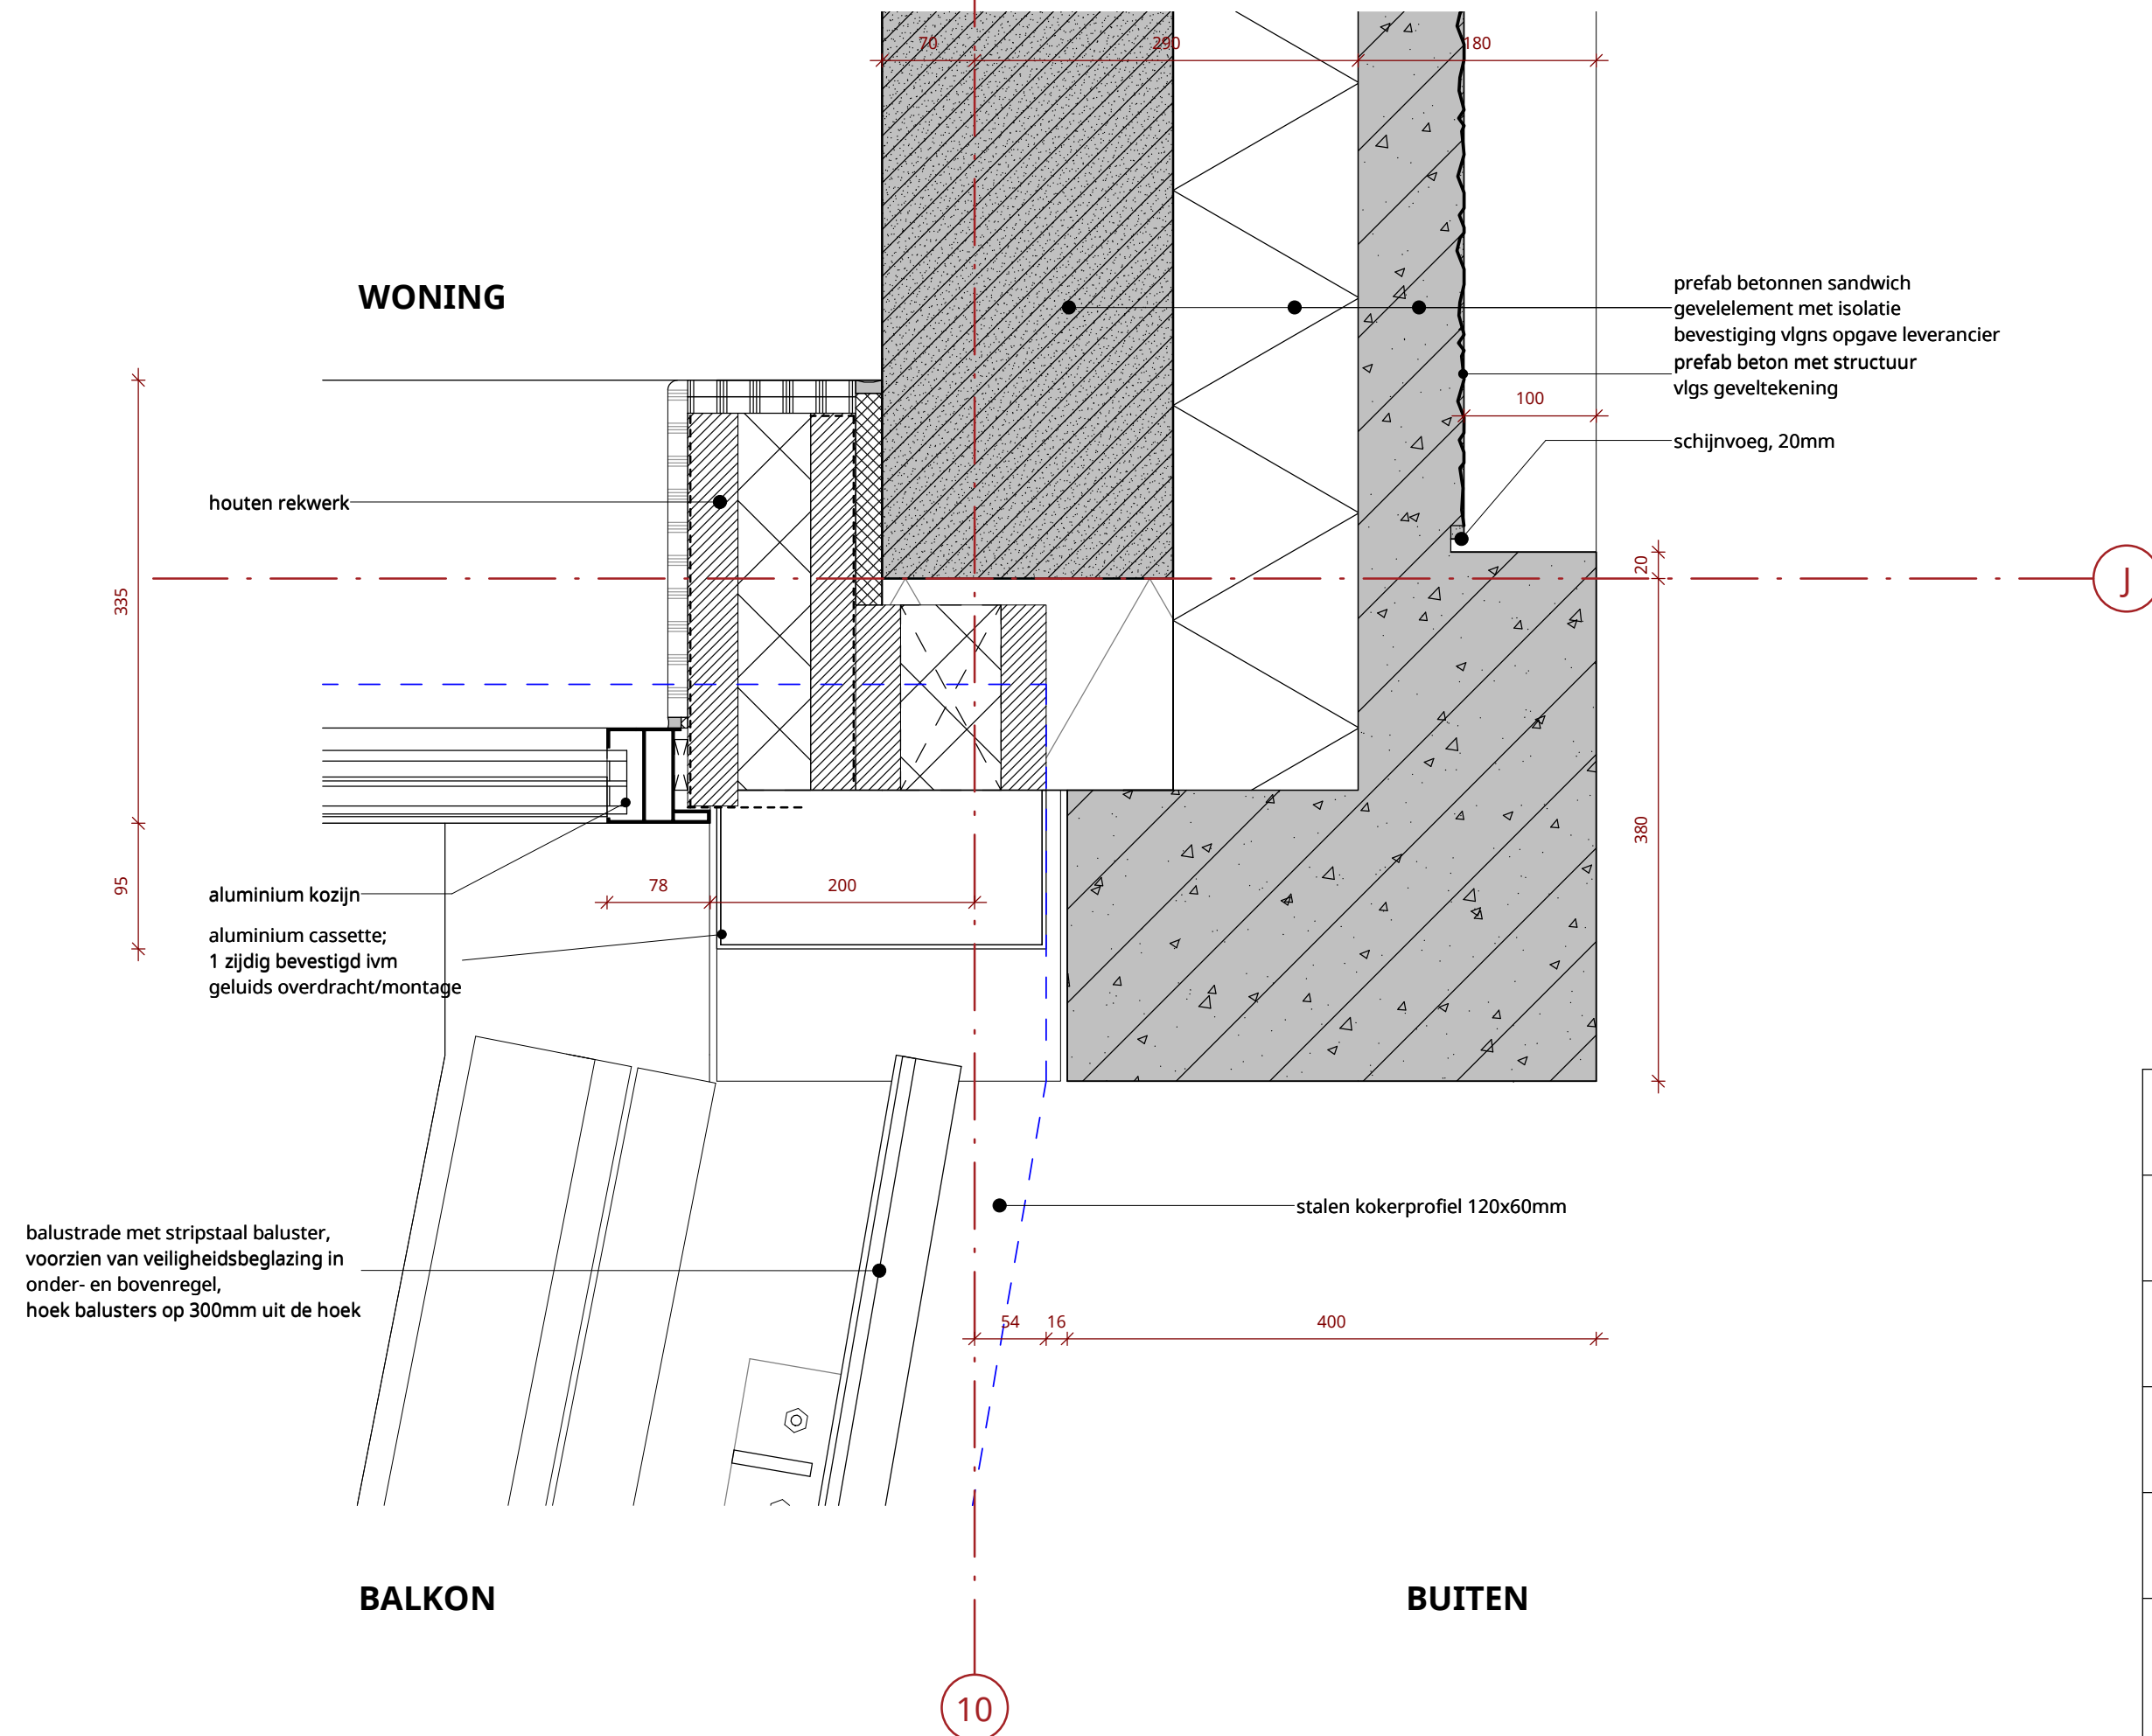 70
290
180
WONING
prefab betonnen sandwich
gevelelement met isolatie
bevestiging vlgns opgave leverancier
prefab beton met structuur
vlgs geveltekening
100
schijnvoeg, 20mm
houten rekwerk
20
J
335
380
95
78
200
aluminium kozijn
aluminium cassette;
1 zijdig bevestigd ivm
geluids overdracht/montage
stalen kokerprofiel 120x60mm
balustrade met stripstaal baluster,
voorzien van veiligheidsbeglazing in
onder- en bovenregel,
hoek balusters op 300mm uit de hoek
54
16
400
BALKON
BUITEN
10